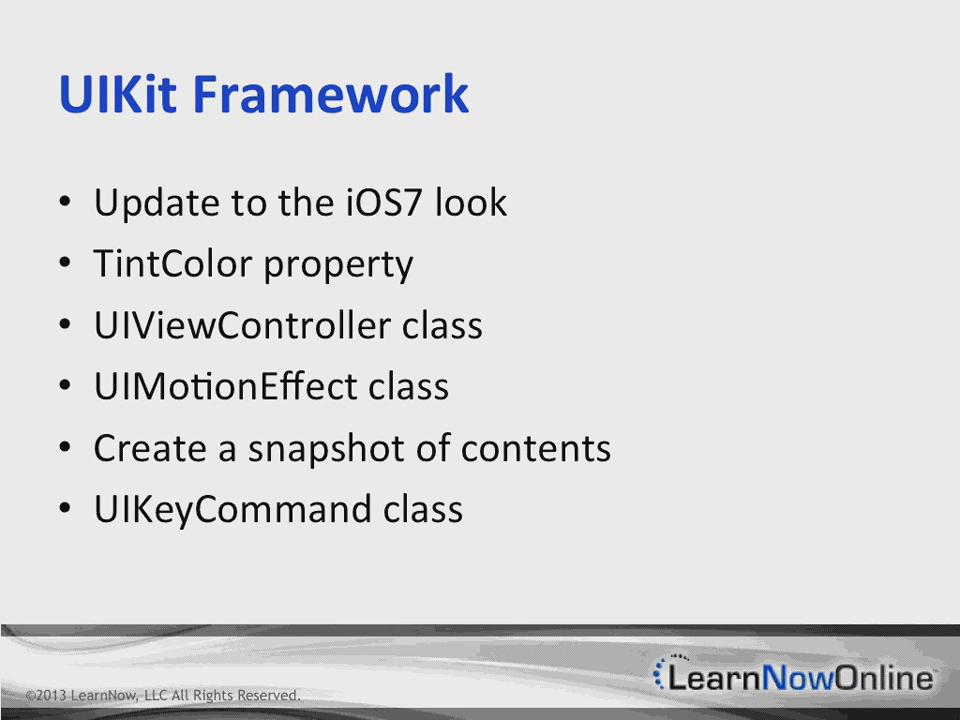 UIKit Framework
• Update to the iOS7 look
• TintColor property
• UIViewController class
• UIMotionEffect class
• Create a snapshot of contents
• UIKeyCommand class
©2013 LearnNow, LLC All Rights Reserved.
LearnNowOnline™